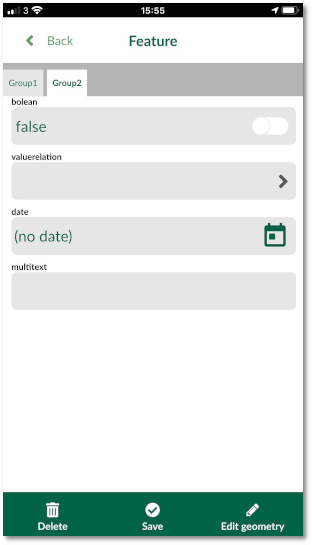 3 15:55
Back Feature
Group1 Group2
bolean
false
valuerelation
date
(no date)
multitext
Delete Save Edit geometry